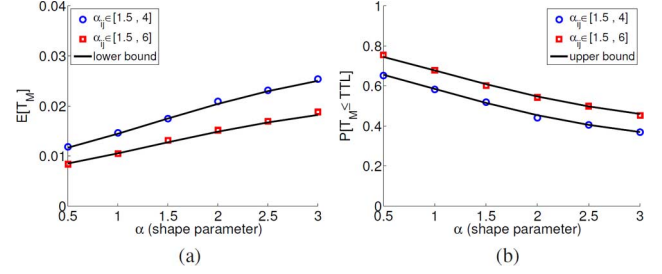 0.04
0.03
0.02
0.01
0
E[T_M]
α_ij∈[1.5 , 4]
α_ij∈[1.5 , 6]
lower bound
0.5 1 1.5 2 2.5 3
α (shape parameter)
(a)
1
0.8
0.6
0.4
0.2
0
P[T_M≤ TTL]
α_ij∈[1.5 , 4]
α_ij∈[1.5 , 6]
upper bound
0.5 1 1.5 2 2.5 3
α (shape parameter)
(b)